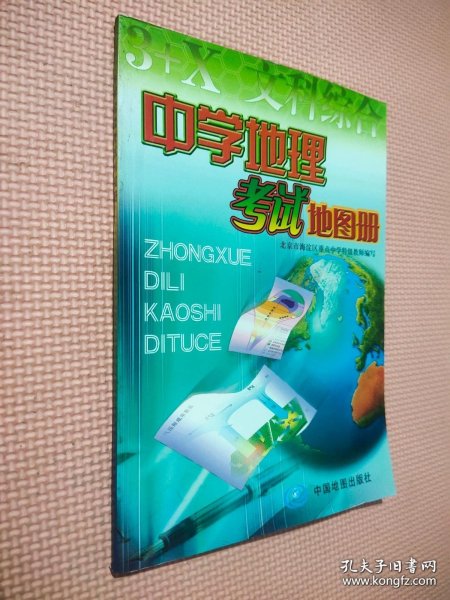 3+X 文科综合
中学地理
考试地图册
北京市海淀区重点中学特级教师编写
ZHONGXUE
DILI
KAOSHI
DITUCE
中国地图出版社
孔夫子旧书网
www.kongfz.com